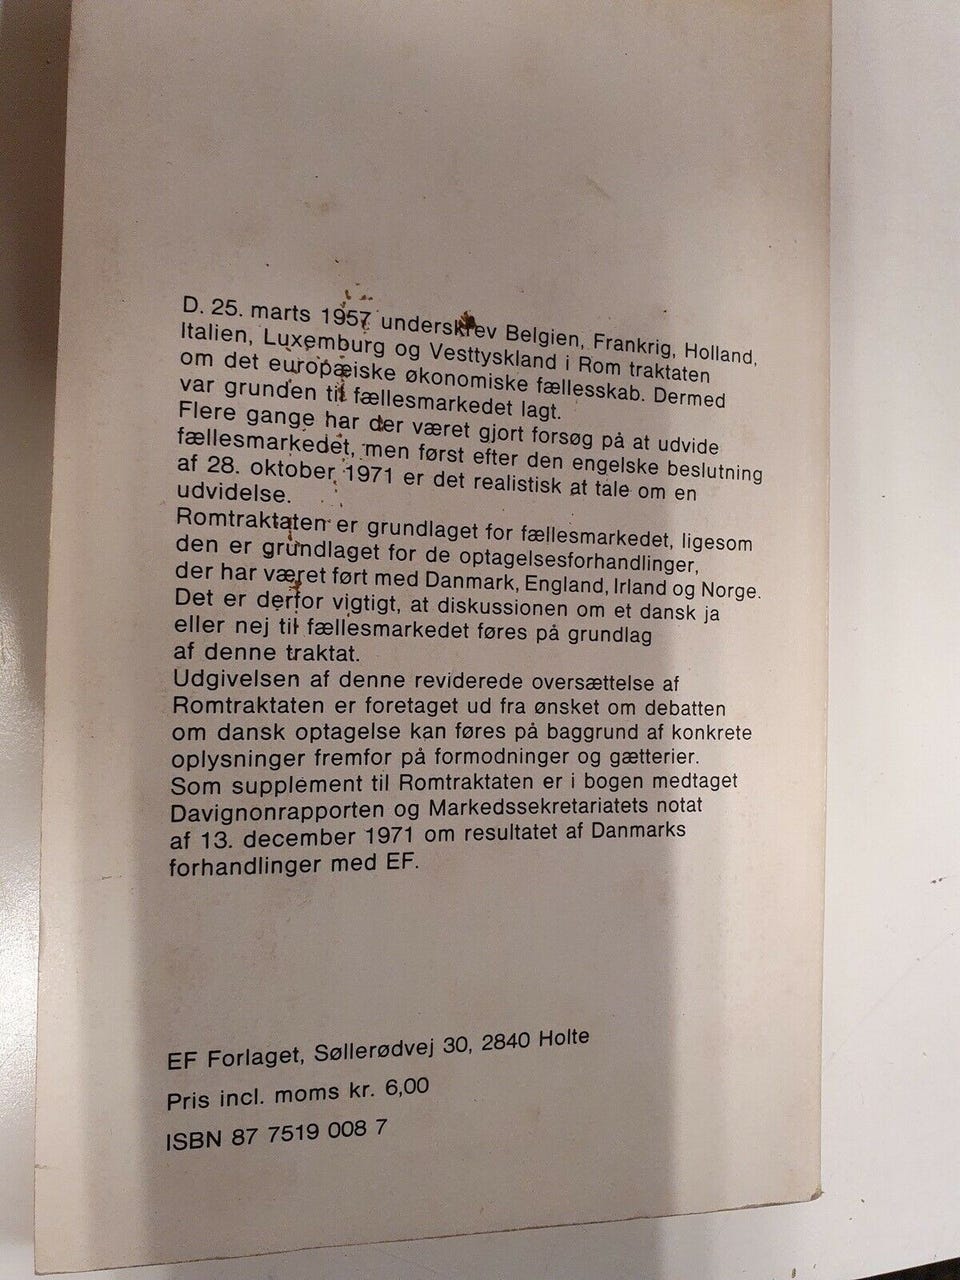 D. 25. marts 1957 underskrev Belgien, Frankrig, Holland,
Italien, Luxemburg og Vesttyskland i Rom traktaten
om det europæiske økonomiske fællesskab. Dermed
var grunden til fællesmarkedet lagt.
Flere gange har der været gjort forsøg på at udvide
fællesmarkedet, men først efter den engelske beslutning
af 28. oktober 1971 er det realistisk at tale om en
udvidelse.
Romtraktaten er grundlaget for fællesmarkedet, ligesom
den er grundlaget for de optagelsesforhandlinger,
der har været ført med Danmark, England, Irland og Norge.
Det er derfor vigtigt, at diskussionen om et dansk ja
eller nej til fællesmarkedet føres på grundlag
af denne traktat.
Udgivelsen af denne reviderede oversættelse af
Romtraktaten er foretaget ud fra ønsket om debatten
om dansk optagelse kan føres på baggrund af konkrete
oplysninger fremfor på formodninger og gætterier.
Som supplement til Romtraktaten er i bogen medtaget
Davignonrapporten og Markedssekretariatets notat
af 13. december 1971 om resultatet af Danmarks
forhandlinger med EF.
EF Forlaget, Søllerødvej 30, 2840 Holte
Pris incl. moms kr. 6,00
ISBN 87 7519 008 7